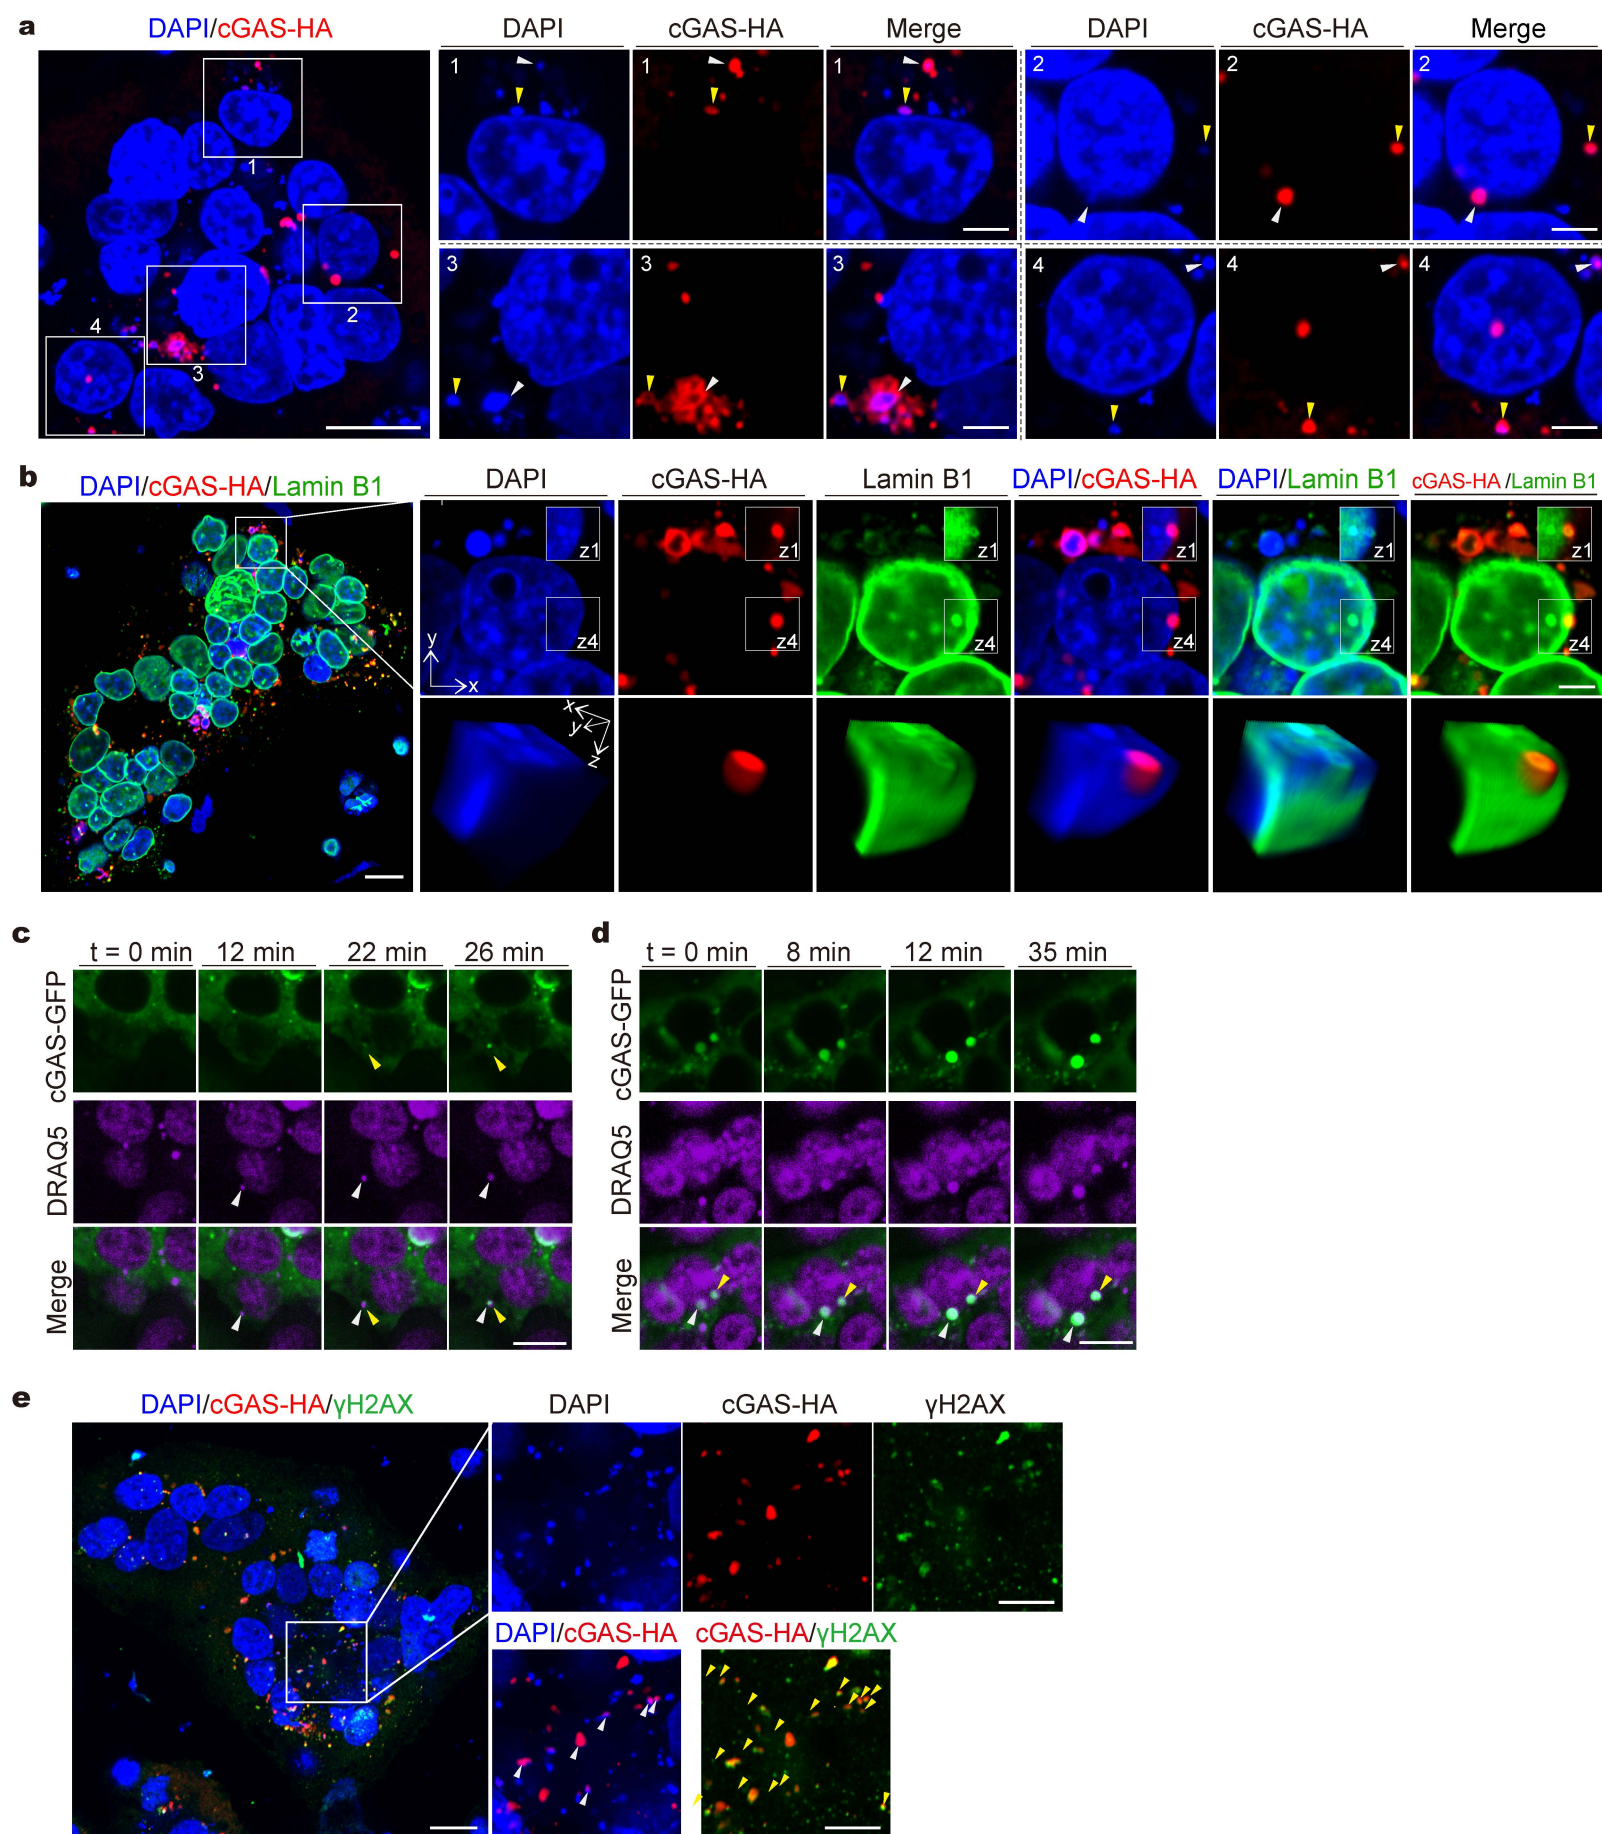 a
DAPI/cGAS-HA
DAPI cGAS-HA Merge DAPI cGAS-HA Merge
1 1 1 2 2 2
1
2
3
4
3 3 3 4 4 4
b
DAPI/cGAS-HA/Lamin B1
DAPI cGAS-HA Lamin B1 DAPI/cGAS-HA DAPI/Lamin B1 cGAS-HA/Lamin B1
z1 z1 z1 z1 z1 z1
z4 z4 z4 z4 z4 z4
y
x
x
y
z
c
t = 0 min 12 min 22 min 26 min
cGAS-GFP
DRAQ5
Merge
d
t = 0 min 8 min 12 min 35 min
cGAS-GFP
DRAQ5
Merge
e
DAPI/cGAS-HA/γH2AX
DAPI cGAS-HA γH2AX
DAPI/cGAS-HA cGAS-HA/γH2AX